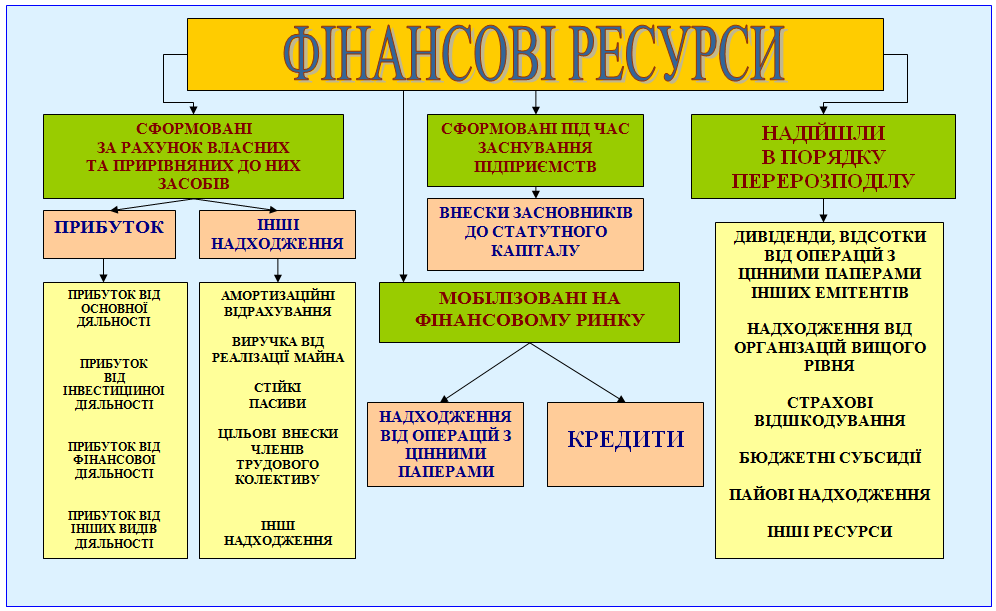 ФІНАНСОВІ РЕСУРСИ
СФОРМОВАНІ
ЗА РАХУНОК ВЛАСНИХ
ТА ПРИРІВНЯНИХ ДО НИХ
ЗАСОБІВ
ПРИБУТОК
ІНШІ
НАДХОДЖЕННЯ
ПРИБУТОК ВІД
ОСНОВНОЇ
ДЯЛЬНОСТІ
ПРИБУТОК
ВІД
ІНВЕСТИЦІИНОІ
ДІЯЛЬНОСТІ
ПРИБУТОК ВІД
ФІНАНСОВОЇ
ДІЯЛЬНОСТІ
ПРИБУТОК ВІД
ІНШИХ ВИДІВ
ДІЯЛЬНОСТІ
АМОРТИЗАЦІЙНІ
ВІДРАХУВАННЯ
ВИРУЧКА ВІД
РЕАЛІЗАЦІЇ МАЙНА
СТІЙКІ
ПАСИВИ
ЦІЛЬОВІ ВНЕСКИ
ЧЛЕНІВ
ТРУДОВОГО
КОЛЕКТИВУ
ІНШІ
НАДХОДЖЕННЯ
СФОРМОВАНІ ПІД ЧАС
ЗАСНУВАННЯ
ПІДПРИЄМСТВ
ВНЕСКИ ЗАСНОВНИКІВ
ДО СТАТУТНОГО
КАПІТАЛУ
МОБІЛІЗОВАНІ НА
ФІНАНСОВОМУ РИНКУ
НАДХОДЖЕННЯ
ВІД ОПЕРАЦІЙ З
ЦІННИМИ
ПАПЕРАМИ
КРЕДИТИ
НАДІЙШЛИ
В ПОРЯДКУ
ПЕРЕРОЗПОДІЛУ
ДИВІДЕНДИ, ВІДСОТКИ
ВІД ОПЕРАЦІЙ З
ЦІННИМИ ПАПЕРАМИ
ІНШИХ ЕМІТЕНТІВ
НАДХОДЖЕННЯ ВІД
ОРГАНІЗАЦІЙ ВИЩОГО
РІВНЯ
СТРАХОВІ
ВІДШКОДУВАННЯ
БЮДЖЕТНІ СУБСИДІЇ
ПАЙОВІ НАДХОДЖЕННЯ
ІНШІ РЕСУРСИ